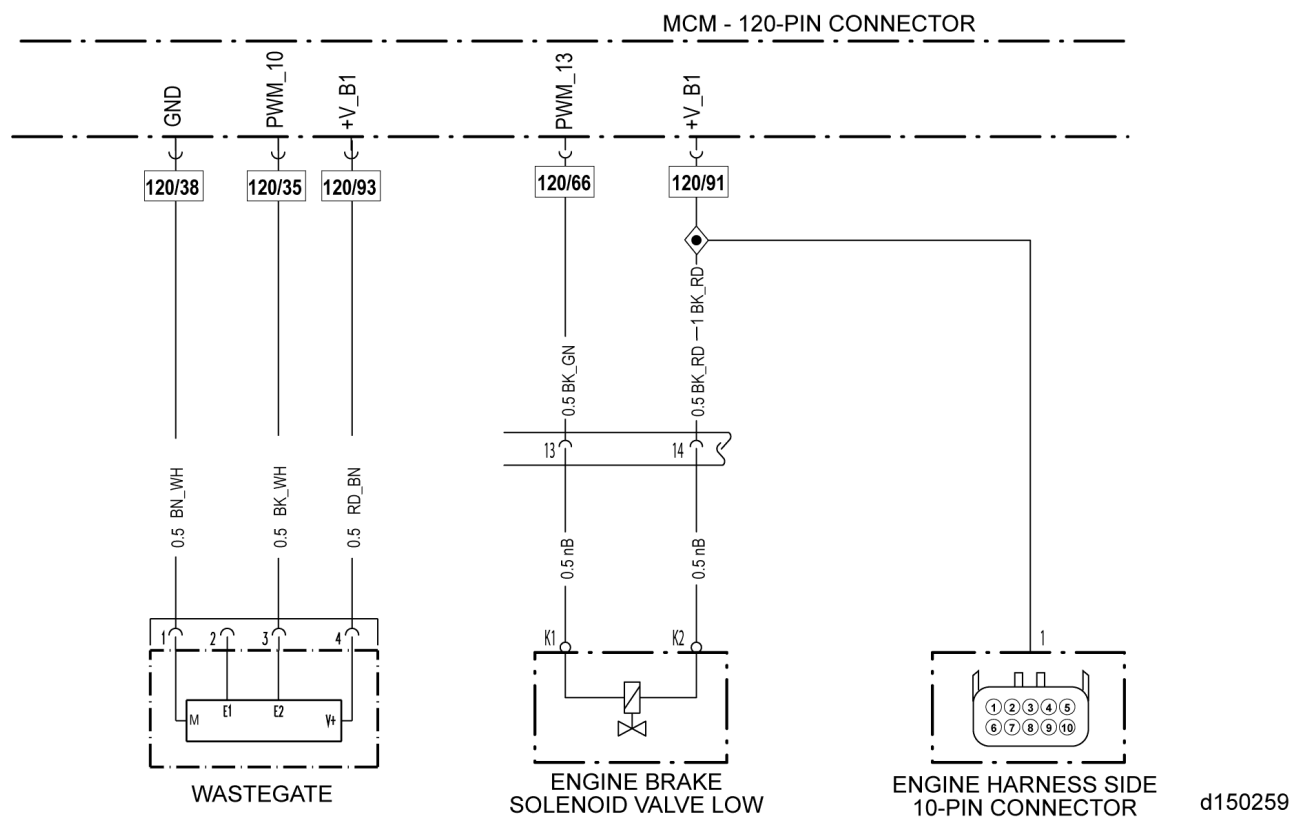 MCM - 120-PIN CONNECTOR
GND
PWM_10
+V_B1
PWM_13
+V_B1
120/38
120/35
120/93
120/66
120/91
0.5 BK_GN
0.5 BK_RD
1 BK_RD
13
14
0.5 BN_WH
0.5 BK_WH
0.5 RD_BN
0.5 nB
0.5 nB
1
2
3
4
K1
K2
1
M
E1
E2
V+
1 2 3 4 5
6 7 8 9 10
WASTEGATE
ENGINE BRAKE
SOLENOID VALVE LOW
ENGINE HARNESS SIDE
10-PIN CONNECTOR
d150259